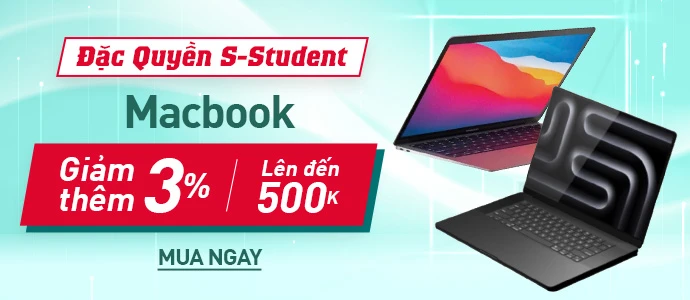 Đặc Quyền S-Student
Macbook
Giảm thêm 3%
Lên đến 500K
MUA NGAY